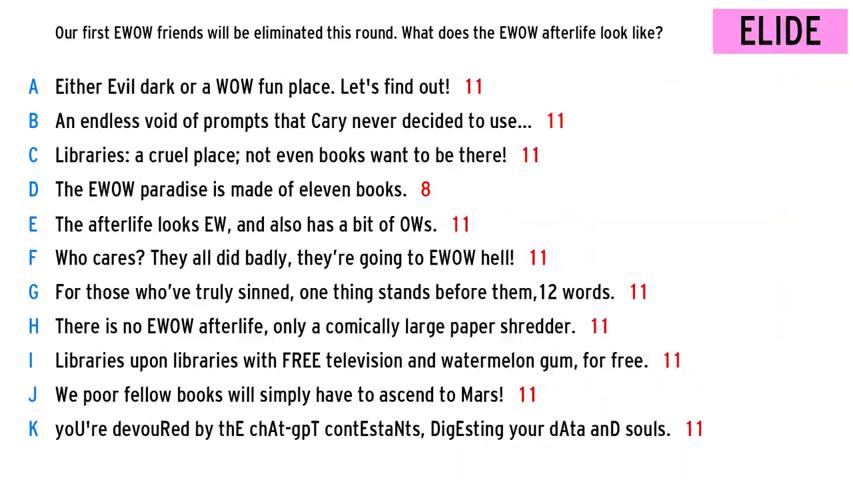 Our first EWOW friends will be eliminated this round. What does the EWOW afterlife look like?
ELIDE
A Either Evil dark or a WOW fun place. Let's find out! 11
B An endless void of prompts that Cary never decided to use... 11
C Libraries: a cruel place; not even books want to be there! 11
D The EWOW paradise is made of eleven books. 8
E The afterlife looks EW, and also has a bit of OWs. 11
F Who cares? They all did badly, they're going to EWOW hell! 11
G For those who've truly sinned, one thing stands before them,12 words. 11
H There is no EWOW afterlife, only a comically large paper shredder. 11
I Libraries upon libraries with FREE television and watermelon gum, for free. 11
J We poor fellow books will simply have to ascend to Mars! 11
K yoU're devouRed by thE chAt-gpT contEstaNts, DigEsting your dAta anD souls. 11